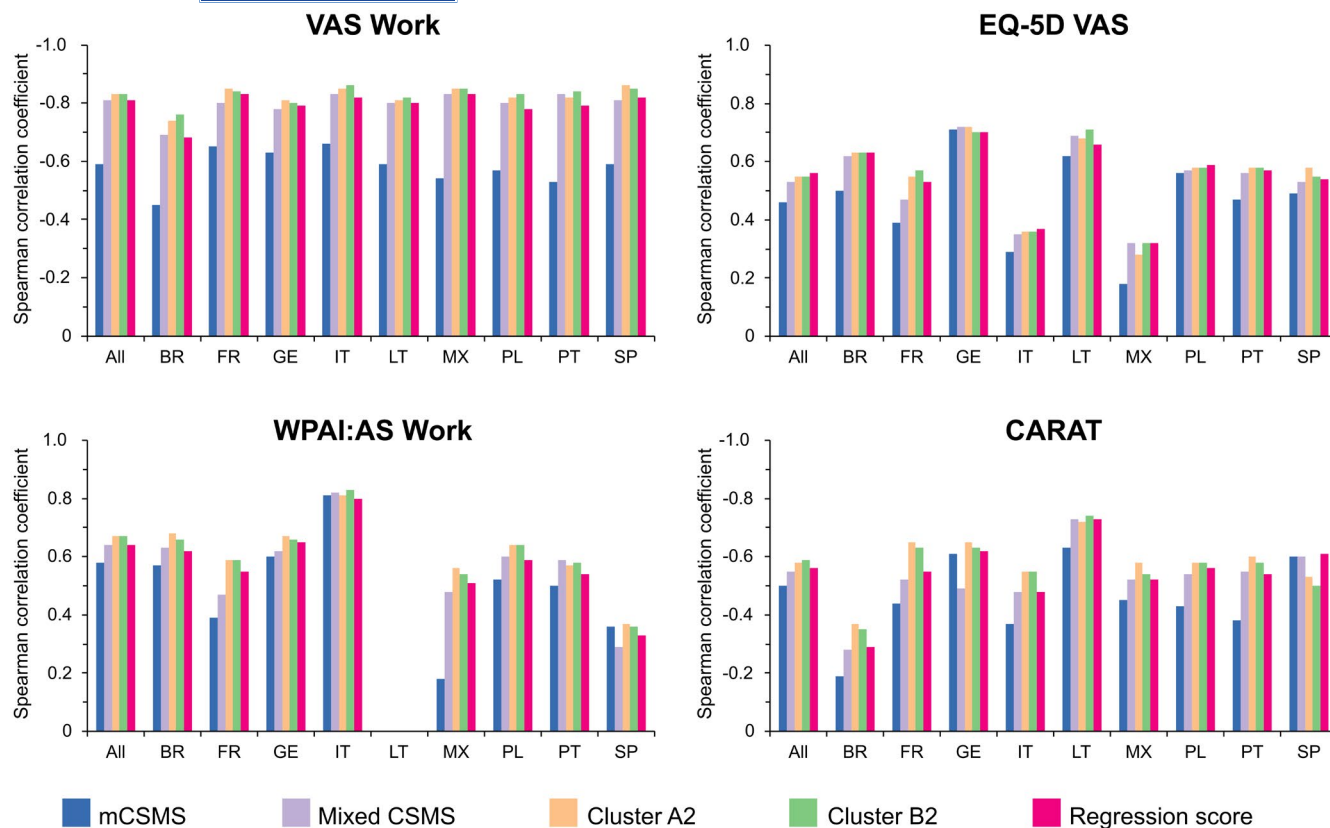 VAS Work
Spearman correlation coefficient
-1.0
-0.8
-0.6
-0.4
-0.2
0
All BR FR GE IT LT MX PL PT SP
EQ-5D VAS
Spearman correlation coefficient
1.0
0.8
0.6
0.4
0.2
0
All BR FR GE IT LT MX PL PT SP
WPAI:AS Work
Spearman correlation coefficient
1.0
0.8
0.6
0.4
0.2
0
All BR FR GE IT LT MX PL PT SP
CARAT
Spearman correlation coefficient
-1.0
-0.8
-0.6
-0.4
-0.2
0
All BR FR GE IT LT MX PL PT SP
mCSMS Mixed CSMS Cluster A2 Cluster B2 Regression score